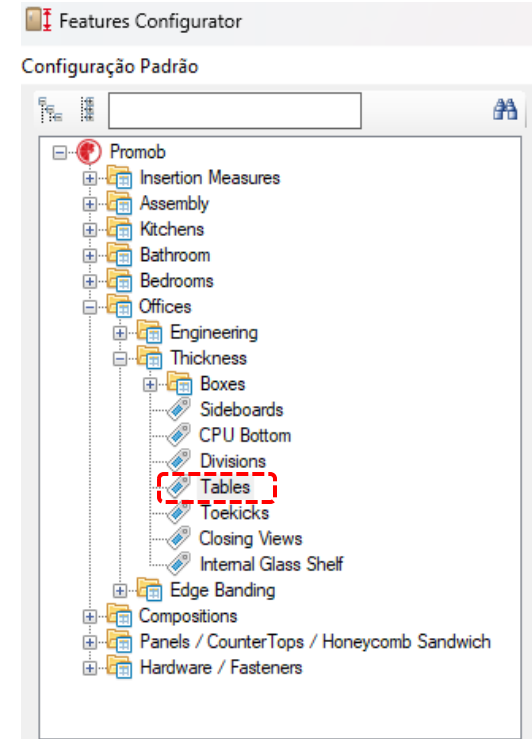 Features Configurator
Configuração Padrão
Promob
Insertion Measures
Assembly
Kitchens
Bathroom
Bedrooms
Offices
Engineering
Thickness
Boxes
Sideboards
CPU Bottom
Divisions
Tables
Toekicks
Closing Views
Internal Glass Shelf
Edge Banding
Compositions
Panels / CounterTops / Honeycomb Sandwich
Hardware / Fasteners